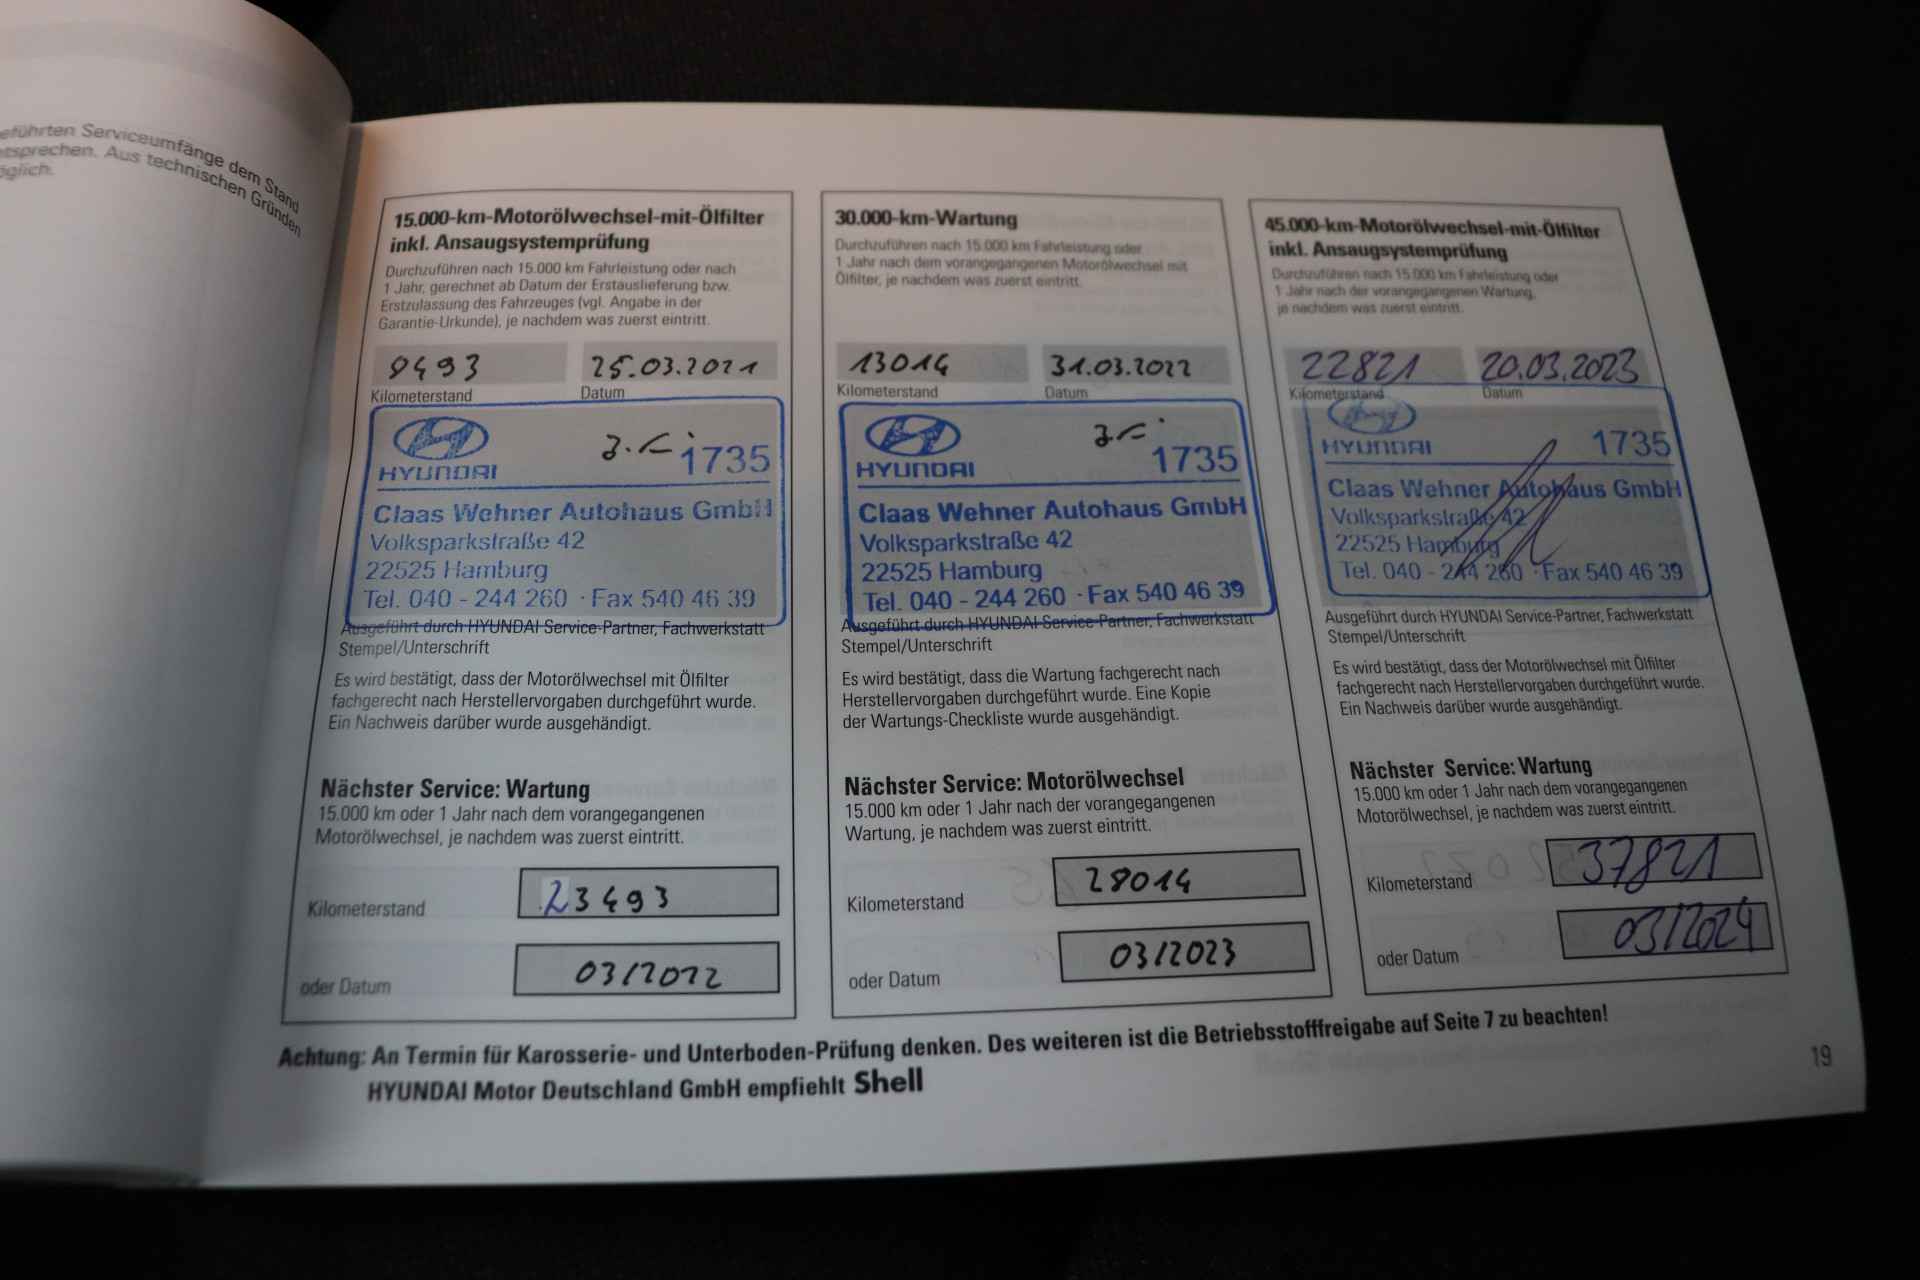 eführten Serviceumfänge dem Stand
tsprechen. Aus technischen Gründen
öglich.
15.000-km-Motorölwechsel-mit-Ölfilter
inkl. Ansaugsystemprüfung
Durchzuführen nach 15.000 km Fahrleistung oder nach
1 Jahr, gerechnet ab Datum der Erstauslieferung bzw.
Erstzulassung des Fahrzeuges (vgl. Angabe in der
Garantie-Urkunde), je nachdem was zuerst eintritt.
8493 25.03.2021
Kilometerstand Datum
HYUNDAI 1735
Claas Wehner Autohaus GmbH
Volksparkstraße 42
22525 Hamburg
Tel. 040 - 244 260 · Fax 540 46 39
Ausgeführt durch HYUNDAI Service-Partner, Fachwerkstatt
Stempel/Unterschrift
Es wird bestätigt, dass der Motorölwechsel mit Ölfilter
fachgerecht nach Herstellervorgaben durchgeführt wurde.
Ein Nachweis darüber wurde ausgehändigt.
Nächster Service: Wartung
15.000 km oder 1 Jahr nach dem vorangegangenen
Motorölwechsel, je nachdem was zuerst eintritt.
Kilometerstand 23493
oder Datum 03/2022
30.000-km-Wartung
Durchzuführen nach 15.000 km Fahrleistung oder
1 Jahr nach dem vorangegangenen Motorölwechsel mit
Ölfilter, je nachdem was zuerst eintritt.
13014 31.03.2022
Kilometerstand Datum
HYUNDAI 1735
Claas Wehner Autohaus GmbH
Volksparkstraße 42
22525 Hamburg
Tel. 040 - 244 260 · Fax 540 46 39
Ausgeführt durch HYUNDAI Service-Partner, Fachwerkstatt
Stempel/Unterschrift
Es wird bestätigt, dass die Wartung fachgerecht nach
Herstellervorgaben durchgeführt wurde. Eine Kopie
der Wartungs-Checkliste wurde ausgehändigt.
Nächster Service: Motorölwechsel
15.000 km oder 1 Jahr nach der vorangegangenen
Wartung, je nachdem was zuerst eintritt.
Kilometerstand 28014
oder Datum 03/2023
45.000-km-Motorölwechsel-mit-Ölfilter
inkl. Ansaugsystemprüfung
Durchzuführen nach 15.000 km Fahrleistung oder
1 Jahr nach der vorangegangenen Wartung,
je nachdem was zuerst eintritt.
22821 20.03.2023
Kilometerstand Datum
HYUNDAI 1735
Claas Wehner Autohaus GmbH
Volksparkstraße 42
22525 Hamburg
Tel. 040 - 244 260 · Fax 540 46 39
Ausgeführt durch HYUNDAI Service-Partner, Fachwerkstatt
Stempel/Unterschrift
Es wird bestätigt, dass der Motorölwechsel mit Ölfilter
fachgerecht nach Herstellervorgaben durchgeführt wurde.
Ein Nachweis darüber wurde ausgehändigt.
Nächster Service: Wartung
15.000 km oder 1 Jahr nach dem vorangegangenen
Motorölwechsel, je nachdem was zuerst eintritt.
Kilometerstand 37821
oder Datum 03/2024
Achtung: An Termin für Karosserie- und Unterboden-Prüfung denken. Des weiteren ist die Betriebsstofffreigabe auf Seite 7 zu beachten!
HYUNDAI Motor Deutschland GmbH empfiehlt Shell
19